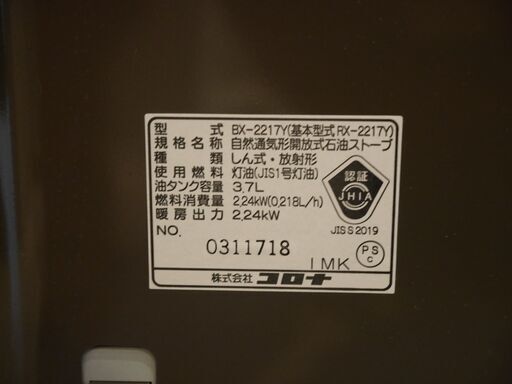 型式 BX-2217Y(基本型式 RX-2217Y)
規格名称 自然通気形開放式石油ストーブ
種類 しん式・放射形
使用燃料 灯油(JIS1号灯油)
油タンク容量 3.7L
燃料消費量 2.24kW(0.218L/h)
暖房出力 2.24kW
認証
JHIA
JIS S 2019
NO. 0311718
1MK
PS
C
株式会社 コロナ